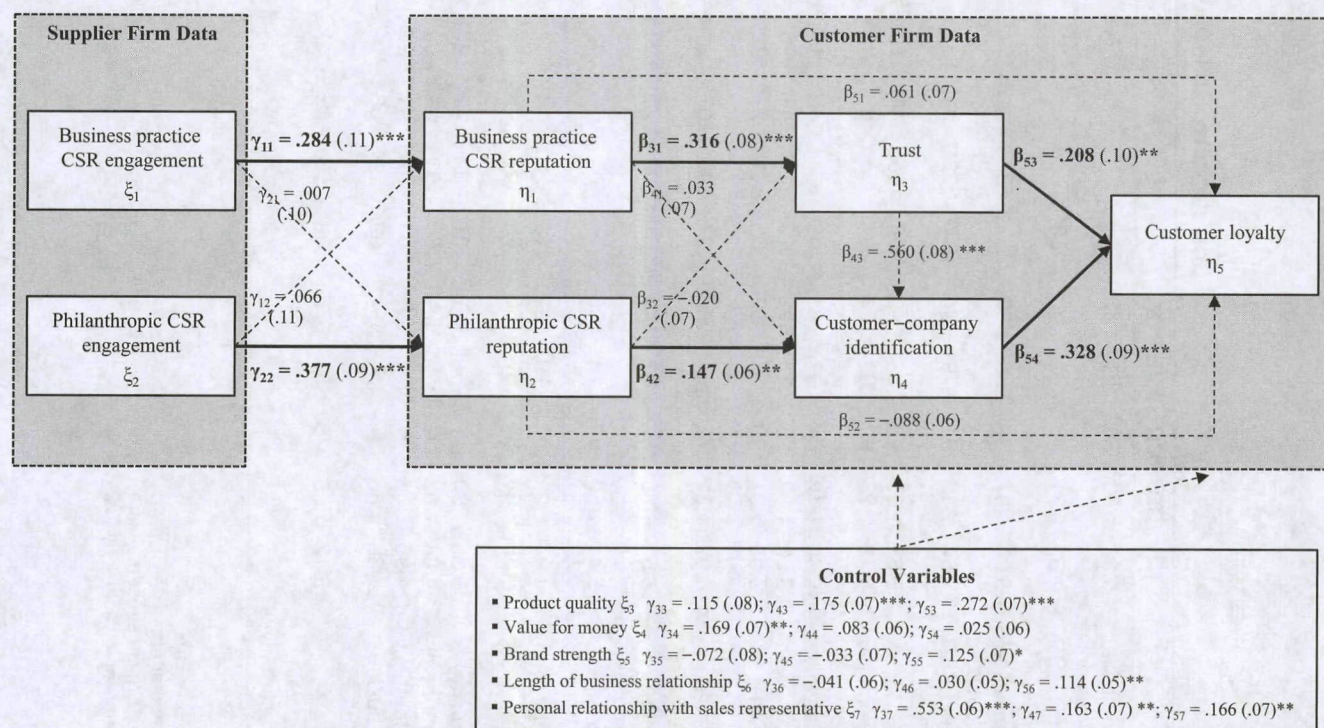 Supplier Firm Data
Customer Firm Data
Business practice
CSR engagement
ξ₁
γ₁₁ = .284 (.11)***
γ₂₁ = .007
(.10)
γ₁₂ = .066
(.11)
Philanthropic CSR
engagement
ξ₂
γ₂₂ = .377 (.09)***
Business practice
CSR reputation
η₁
β₅₁ = .061 (.07)
β₃₁ = .316 (.08)***
β₄₁ = .033
(.07)
β₃₂ = −.020
(.07)
Philanthropic CSR
reputation
η₂
β₄₂ = .147 (.06)**
Trust
η₃
β₄₃ = .560 (.08) ***
Customer–company
identification
η₄
β₅₃ = .208 (.10)**
Customer loyalty
η₅
β₅₄ = .328 (.09)***
β₅₂ = −.088 (.06)
Control Variables
▪ Product quality ξ₃ γ₃₃ = .115 (.08); γ₄₃ = .175 (.07)***; γ₅₃ = .272 (.07)***
▪ Value for money ξ₄ γ₃₄ = .169 (.07)**; γ₄₄ = .083 (.06); γ₅₄ = .025 (.06)
▪ Brand strength ξ₅ γ₃₅ = −.072 (.08); γ₄₅ = −.033 (.07); γ₅₅ = .125 (.07)*
▪ Length of business relationship ξ₆ γ₃₆ = −.041 (.06); γ₄₆ = .030 (.05); γ₅₆ = .114 (.05)**
▪ Personal relationship with sales representative ξ₇ γ₃₇ = .553 (.06)***; γ₄₇ = .163 (.07) **; γ₅₇ = .166 (.07)**